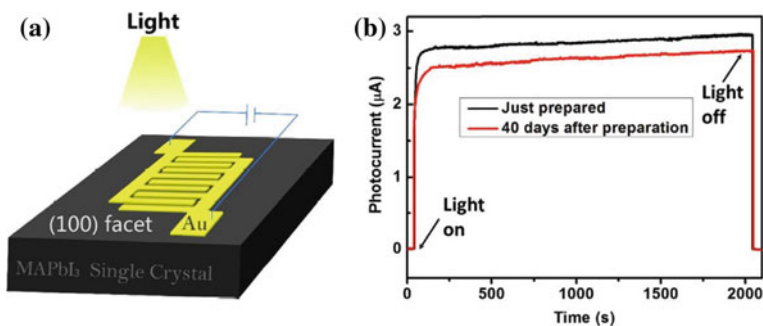 (a)
Light
(100) facet
Au
MAPbI₃ Single Crystal
(b)
Photocurrent (μA)
3
2
1
0
Just prepared
40 days after preparation
Light
off
Light
on
0 500 1000 1500 2000
Time (s)